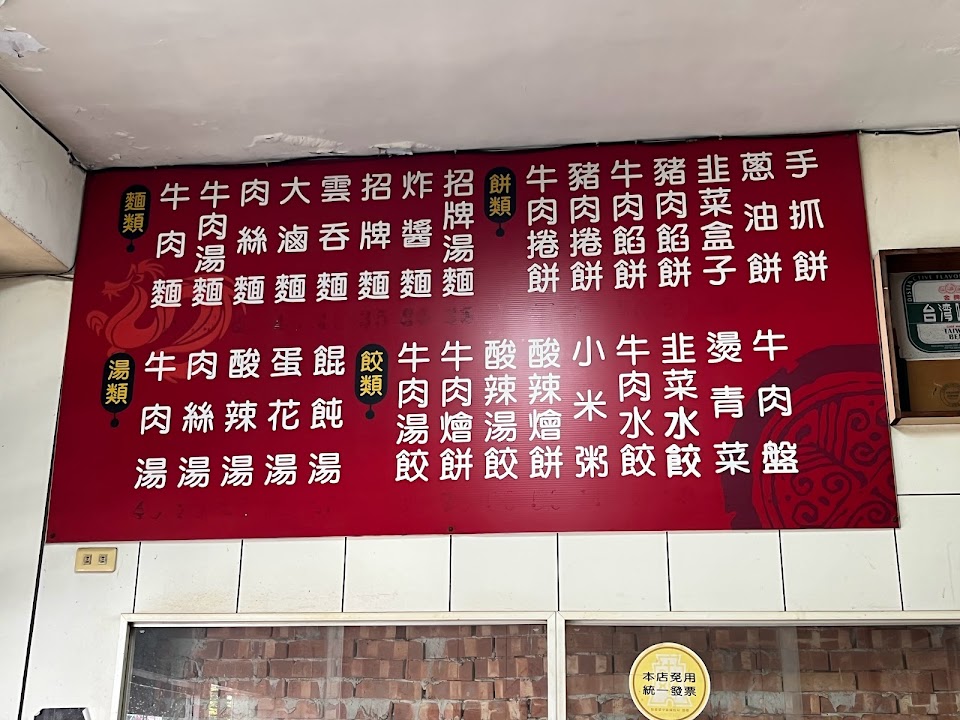 麵類
牛肉麵
牛肉湯麵
肉絲麵
大滷麵
雲吞麵
招牌麵
炸醬麵
招牌湯麵
餅類
牛肉捲餅
豬肉捲餅
牛肉餡餅
豬肉餡餅
韭菜盒子
蔥油餅
手抓餅
湯類
牛肉湯
肉絲湯
酸辣湯
蛋花湯
餛飩湯
餃類
牛肉湯餃
牛肉燴餅
酸辣湯餃
酸辣燴餅
小米粥
牛肉水餃
韭菜水餃
燙青菜
牛肉盤
台灣
本店免用
統一發票